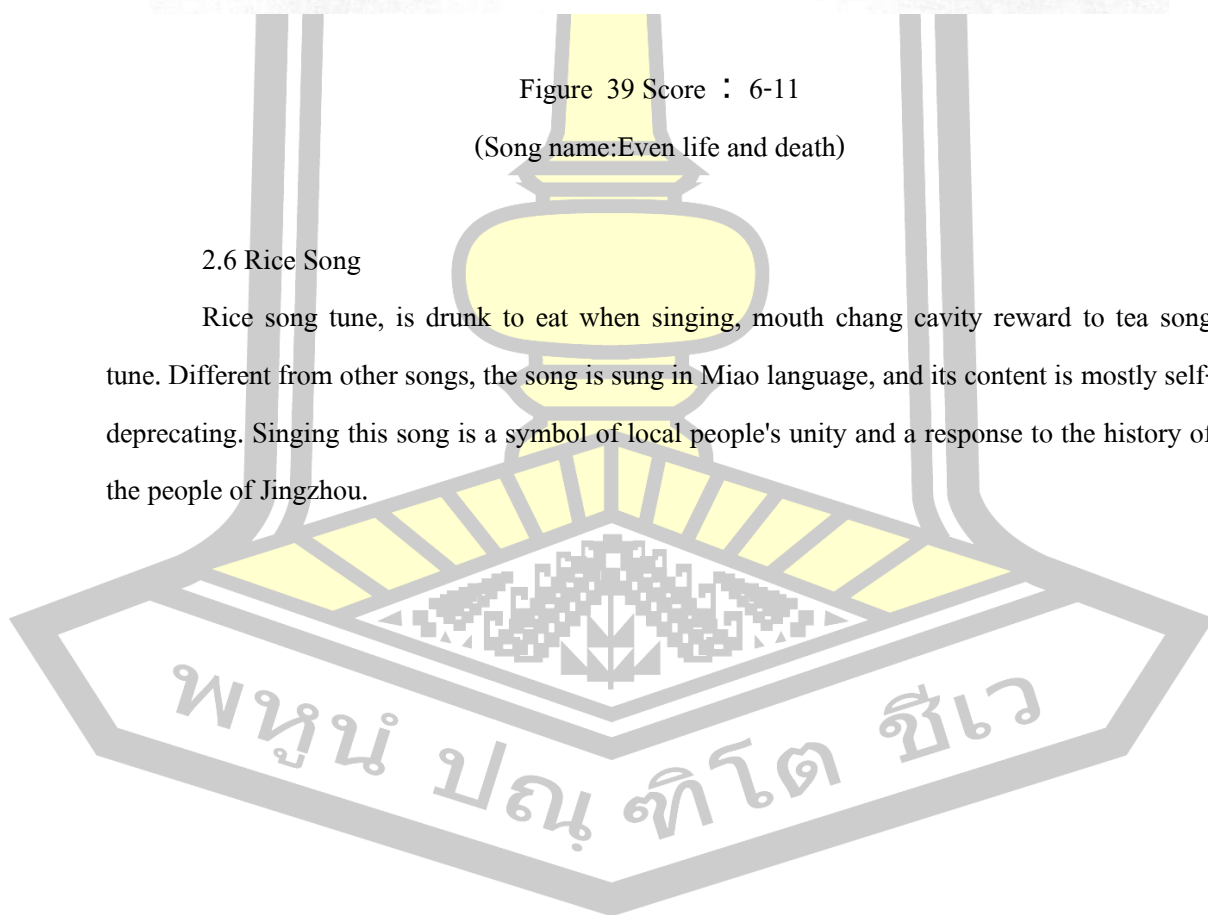 Figure 39 Score : 6-11
(Song name:Even life and death)
2.6 Rice Song
Rice song tune, is drunk to eat when singing, mouth chang cavity reward to tea song
tune. Different from other songs, the song is sung in Miao language, and its content is mostly self-
deprecating. Singing this song is a symbol of local people's unity and a response to the history of
the people of Jingzhou.
พหูนํ ปณฺ ฑิโต ชีเว